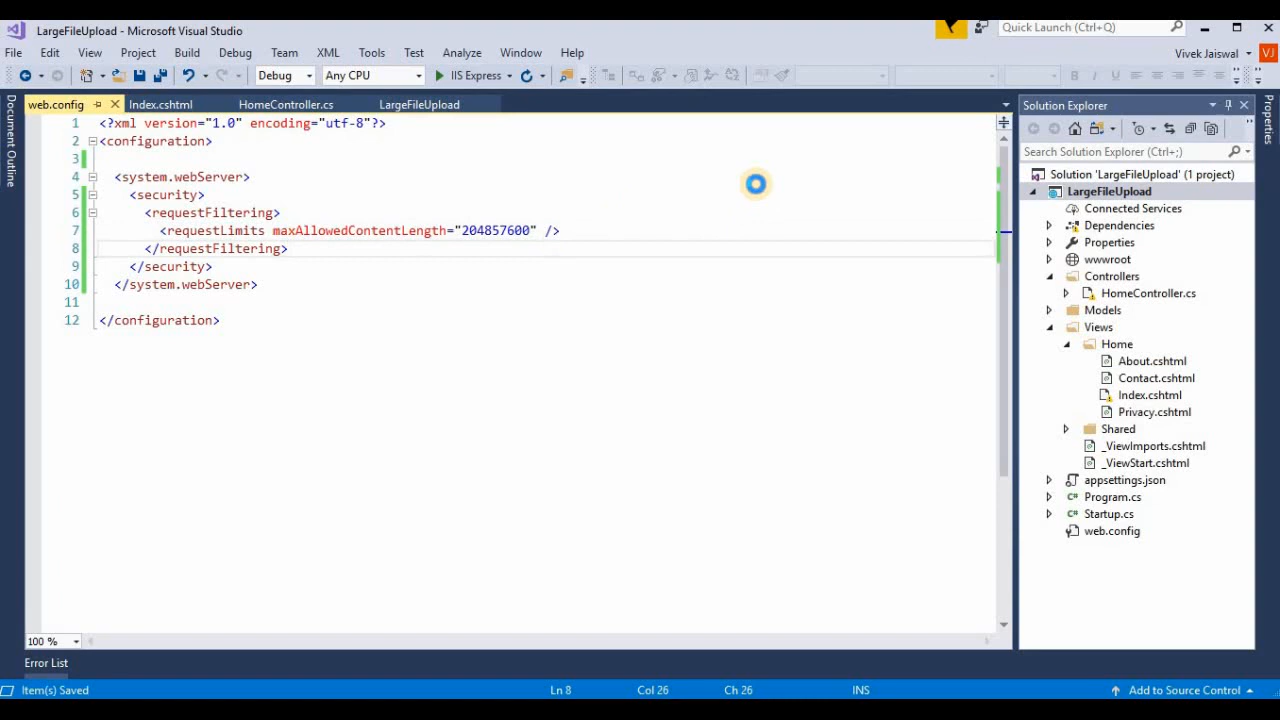 LargeFileUpload - Microsoft Visual Studio
Quick Launch (Ctrl+Q)
File Edit View Project Build Debug Team XML Tools Test Analyze Window Help
Vivek Jaiswal
VJ
Debug Any CPU IIS Express
Document Outline
web.config Index.cshtml HomeController.cs LargeFileUpload
1 <?xml version="1.0" encoding="utf-8"?>
2 <configuration>
3
4 <system.webServer>
5 <security>
6 <requestFiltering>
7 <requestLimits maxAllowedContentLength="204857600" />
8 </requestFiltering>
9 </security>
10 </system.webServer>
11
12 </configuration>
100 %
Solution Explorer
Search Solution Explorer (Ctrl+;)
Solution 'LargeFileUpload' (1 project)
LargeFileUpload
Connected Services
Dependencies
Properties
wwwroot
Controllers
HomeController.cs
Models
Views
Home
About.cshtml
Contact.cshtml
Index.cshtml
Privacy.cshtml
Shared
_ViewImports.cshtml
_ViewStart.cshtml
appsettings.json
Program.cs
Startup.cs
web.config
Properties
Error List
Item(s) Saved Ln 8 Col 26 Ch 26 INS Add to Source Control